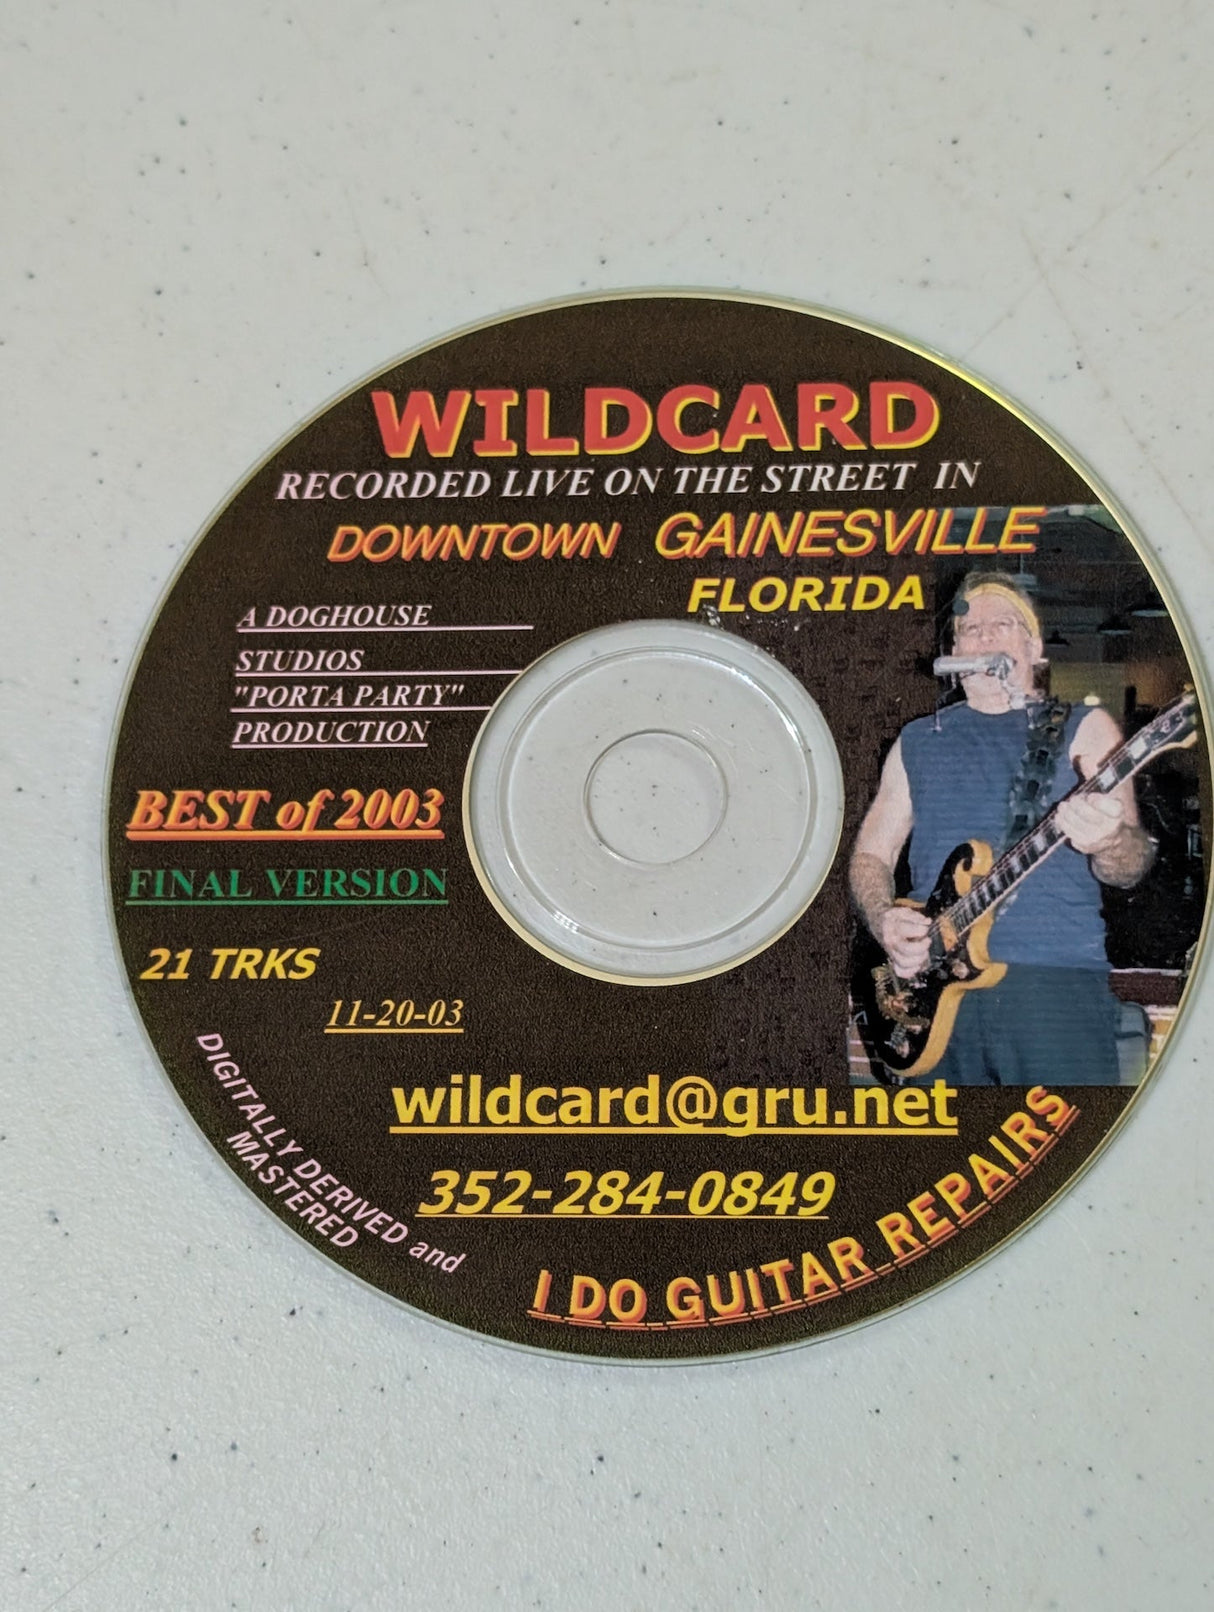 WILDCARD
RECORDED LIVE ON THE STREET IN
DOWNTOWN GAINESVILLE
FLORIDA
A DOGHOUSE
STUDIOS
"PORTA PARTY"
PRODUCTION
BEST of 2003
FINAL VERSION
21 TRKS
11-20-03
DIGITALLY DERIVED and
MASTERED
wildcard@gru.net
352-284-0849
I DO GUITAR REPAIRS